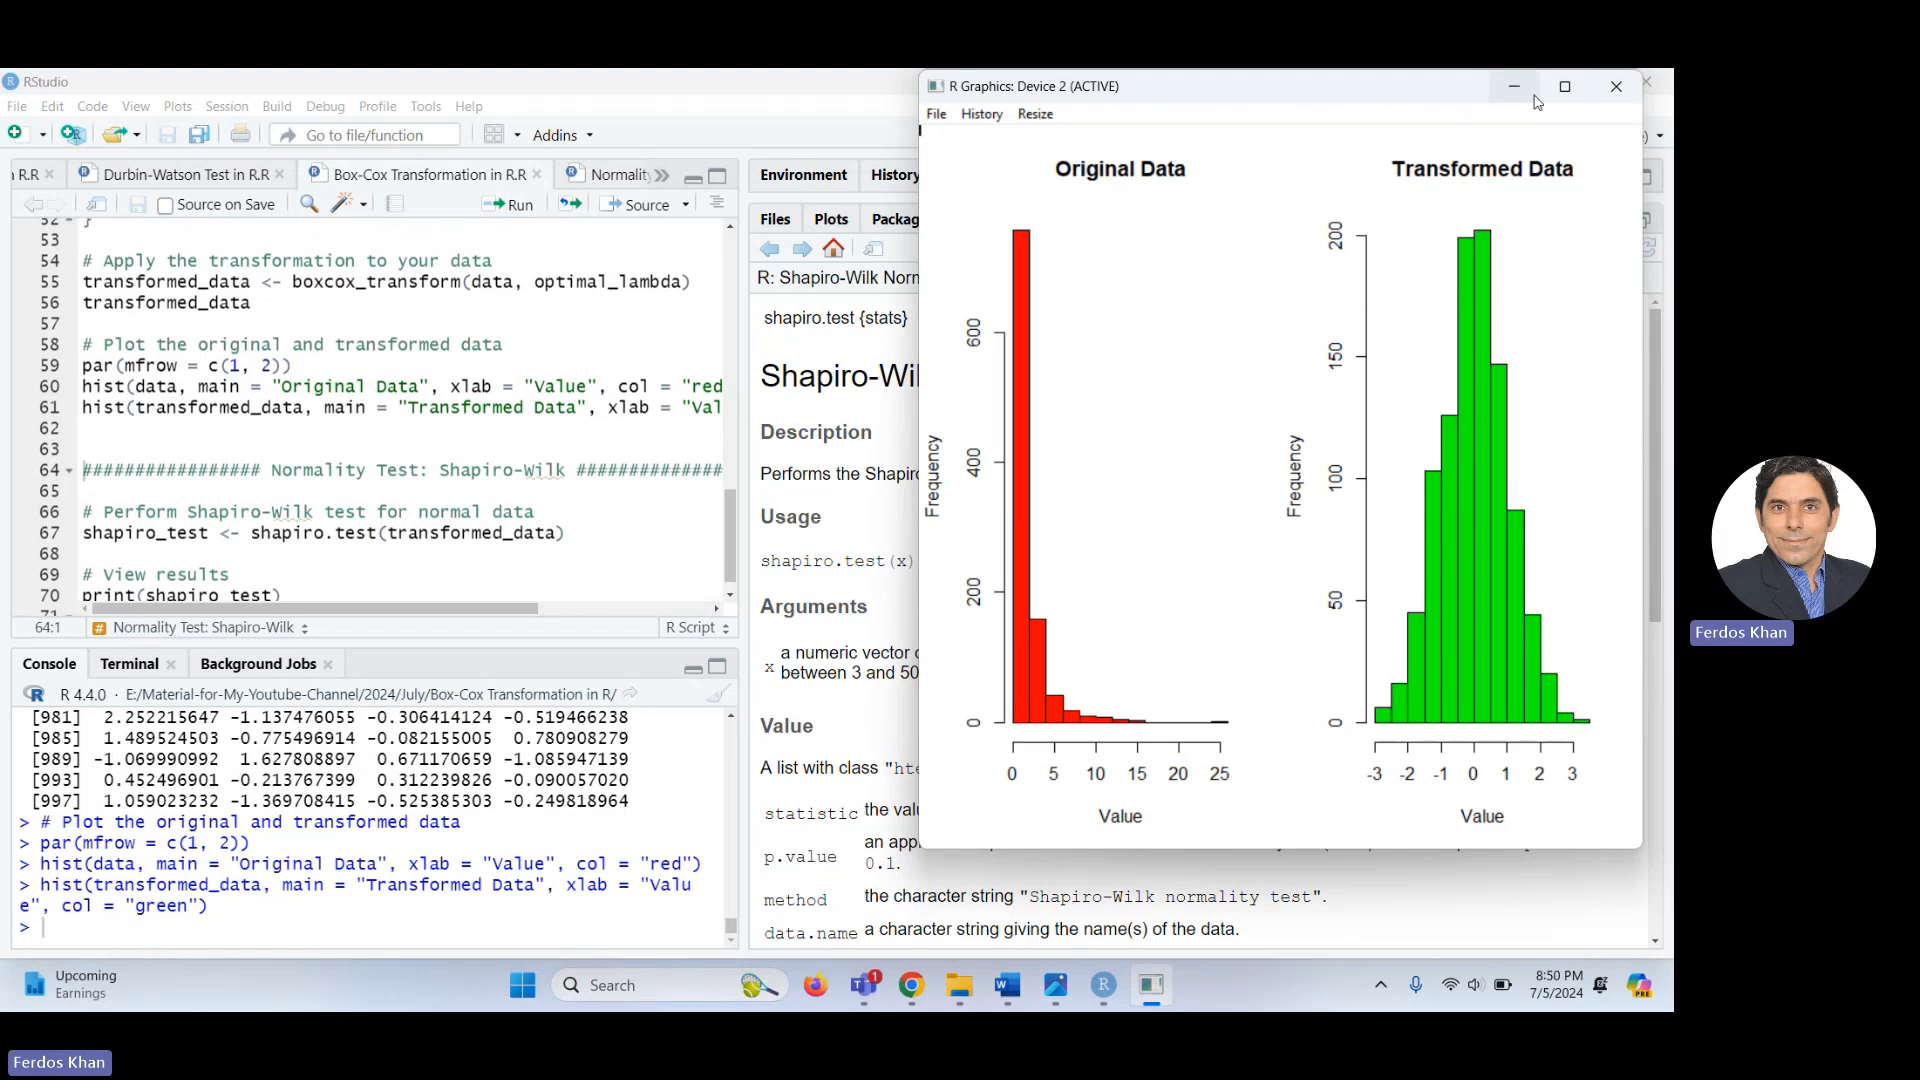 RStudio
File Edit Code View Plots Session Build Debug Profile Tools Help
Go to file/function
Addins
R.R
Durbin-Watson Test in R.R
Box-Cox Transformation in R.R
Source on Save
Run
Source
52 }
53
54 # Apply the transformation to your data
55 transformed_data <- boxcox_transform(data, optimal_lambda)
56 transformed_data
57
58 # Plot the original and transformed data
59 par(mfrow = c(1, 2))
60 hist(data, main = "Original Data", xlab = "Value", col = "red
61 hist(transformed_data, main = "Transformed Data", xlab = "Val
62
63
64 ################# Normality Test: Shapiro-Wilk ##############
65
66 # Perform Shapiro-Wilk test for normal data
67 shapiro_test <- shapiro.test(transformed_data)
68
69 # View results
70 print(shapiro_test)
71
64:1 # Normality Test: Shapiro-Wilk R Script
Console Terminal Background Jobs
R 4.4.0 · E:/Material-for-My-Youtube-Channel/2024/July/Box-Cox Transformation in R/
[981] 2.252215647 -1.137476055 -0.306414124 -0.519466238
[985] 1.489524503 -0.775496914 -0.082155005 0.780908279
[989] -1.069990992 1.627808897 0.671170659 -1.085947139
[993] 0.452496901 -0.213767399 0.312239826 -0.090057020
[997] 1.059023232 -1.369708415 -0.525385303 -0.249818964
> # Plot the original and transformed data
> par(mfrow = c(1, 2))
> hist(data, main = "Original Data", xlab = "Value", col = "red")
> hist(transformed_data, main = "Transformed Data", xlab = "Valu
e", col = "green")
>
Environment History
Files Plots Packag
R: Shapiro-Wilk Norm
shapiro.test {stats}
Shapiro-Wil
Description
Performs the Shapiro
Usage
shapiro.test(x)
Arguments
x a numeric vector
between 3 and 50
Value
A list with class "hte
statistic the valu
p.value an app
0.1.
method the character string "Shapiro-Wilk normality test".
data.name a character string giving the name(s) of the data.
R Graphics: Device 2 (ACTIVE)
File History Resize
Original Data
Frequency
0 200 400 600
0 5 10 15 20 25
Value
Transformed Data
Frequency
0 50 100 150 200
-3 -2 -1 0 1 2 3
Value
Upcoming
Earnings
Search
1
8:50 PM
7/5/2024
PRE
Ferdos Khan
Ferdos Khan